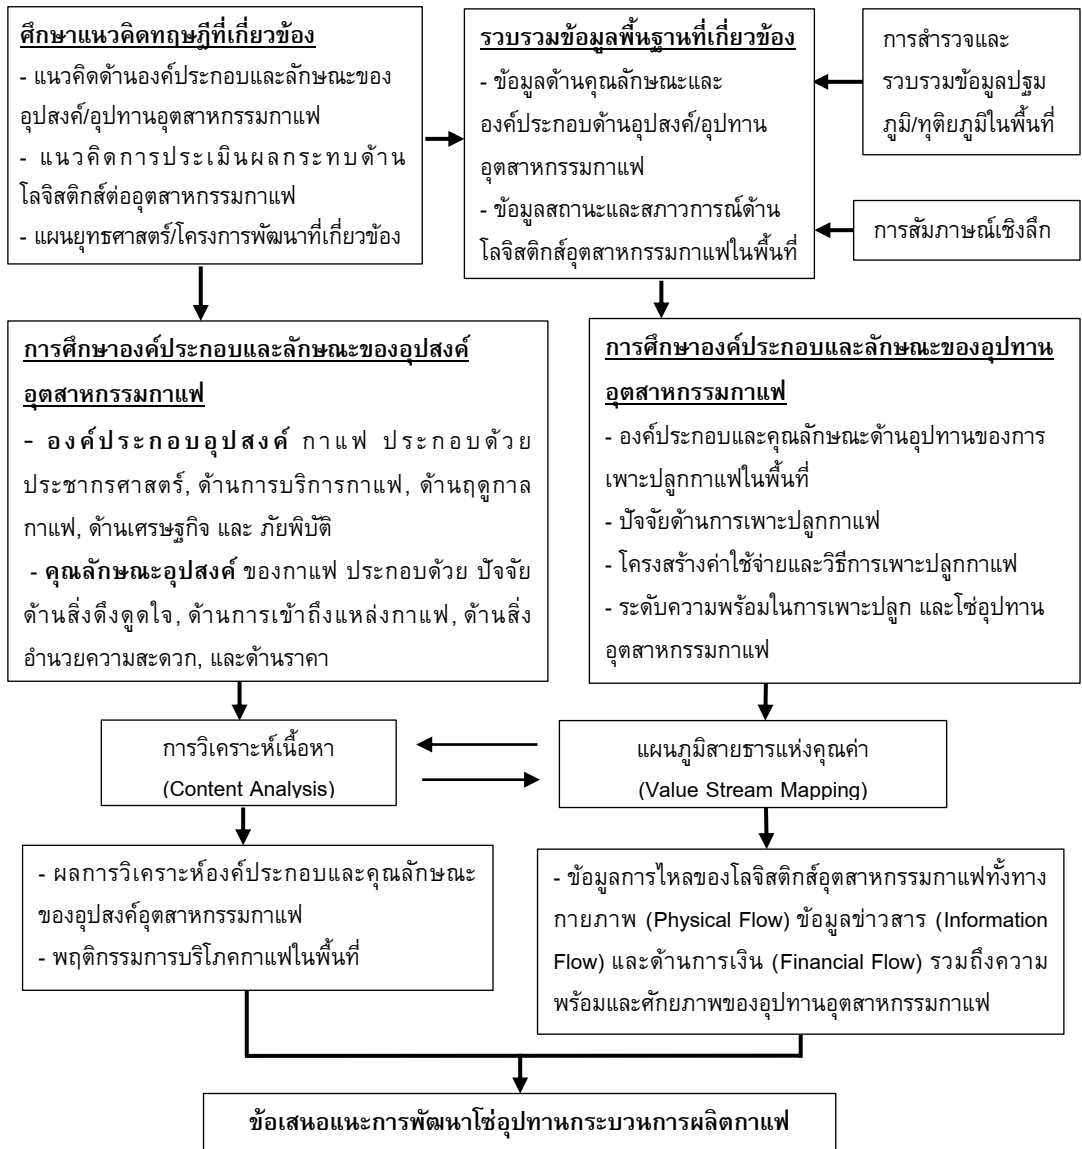 ศึกษาแนวคิดทฤษฎีที่เกี่ยวข้อง
- แนวคิดด้านองค์ประกอบและลักษณะของ
อุปสงค์/อุปทานอุตสาหกรรมกาแฟ
- แนวคิดการประเมินผลกระทบด้าน
โลจิสติกส์ต่ออุตสาหกรรมกาแฟ
- แผนยุทธศาสตร์/โครงการพัฒนาที่เกี่ยวข้อง
รวบรวมข้อมูลพื้นฐานที่เกี่ยวข้อง
- ข้อมูลด้านคุณลักษณะและ
องค์ประกอบด้านอุปสงค์/อุปทาน
อุตสาหกรรมกาแฟ
- ข้อมูลสถานะและสภาวการณ์ด้าน
โลจิสติกส์อุตสาหกรรมกาแฟในพื้นที่
การสำรวจและ
รวบรวมข้อมูลปฐม
ภูมิ/ทุติยภูมิในพื้นที่
การสัมภาษณ์เชิงลึก
การศึกษาองค์ประกอบและลักษณะของอุปสงค์
อุตสาหกรรมกาแฟ
- องค์ประกอบอุปสงค์ กาแฟ ประกอบด้วย
ประชากรศาสตร์, ด้านการบริการกาแฟ, ด้านฤดูกาล
กาแฟ, ด้านเศรษฐกิจ และ ภัยพิบัติ
- คุณลักษณะอุปสงค์ ของกาแฟ ประกอบด้วย ปัจจัย
ด้านสิ่งดึงดูดใจ, ด้านการเข้าถึงแหล่งกาแฟ, ด้านสิ่ง
อำนวยความสะดวก, และด้านราคา
การศึกษาองค์ประกอบและลักษณะของอุปทาน
อุตสาหกรรมกาแฟ
- องค์ประกอบและคุณลักษณะด้านอุปทานของการ
เพาะปลูกกาแฟในพื้นที่
- ปัจจัยด้านการเพาะปลูกกาแฟ
- โครงสร้างค่าใช้จ่ายและวิธีการเพาะปลูกกาแฟ
- ระดับความพร้อมในการเพาะปลูก และโซ่อุปทาน
อุตสาหกรรมกาแฟ
การวิเคราะห์เนื้อหา
(Content Analysis)
แผนภูมิสายธารแห่งคุณค่า
(Value Stream Mapping)
- ผลการวิเคราะห์องค์ประกอบและคุณลักษณะ
ของอุปสงค์อุตสาหกรรมกาแฟ
- พฤติกรรมการบริโภคกาแฟในพื้นที่
- ข้อมูลการไหลของโลจิสติกส์อุตสาหกรรมกาแฟทั้งทาง
กายภาพ (Physical Flow) ข้อมูลข่าวสาร (Information
Flow) และด้านการเงิน (Financial Flow) รวมถึงความ
พร้อมและศักยภาพของอุปทานอุตสาหกรรมกาแฟ
ข้อเสนอแนะการพัฒนาโซ่อุปทานกระบวนการผลิตกาแฟ